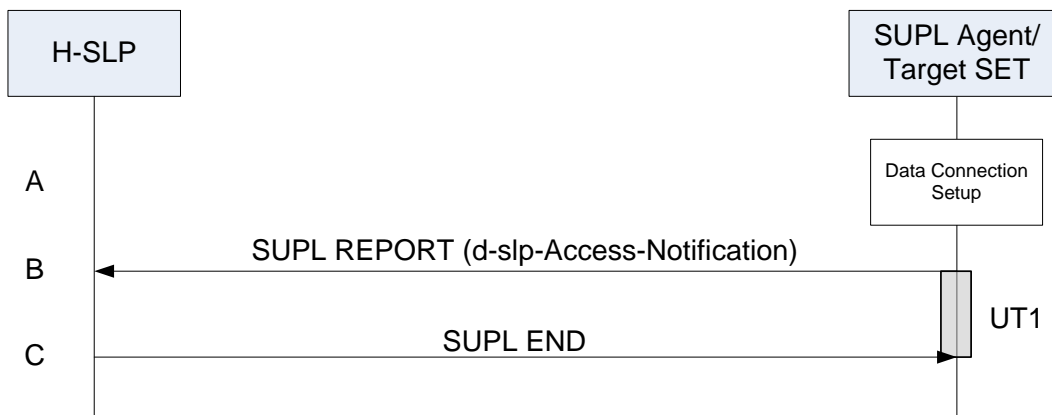 H-SLP
SUPL Agent/
Target SET
A
Data Connection
Setup
SUPL REPORT (d-slp-Access-Notification)
B
UT1
SUPL END
C